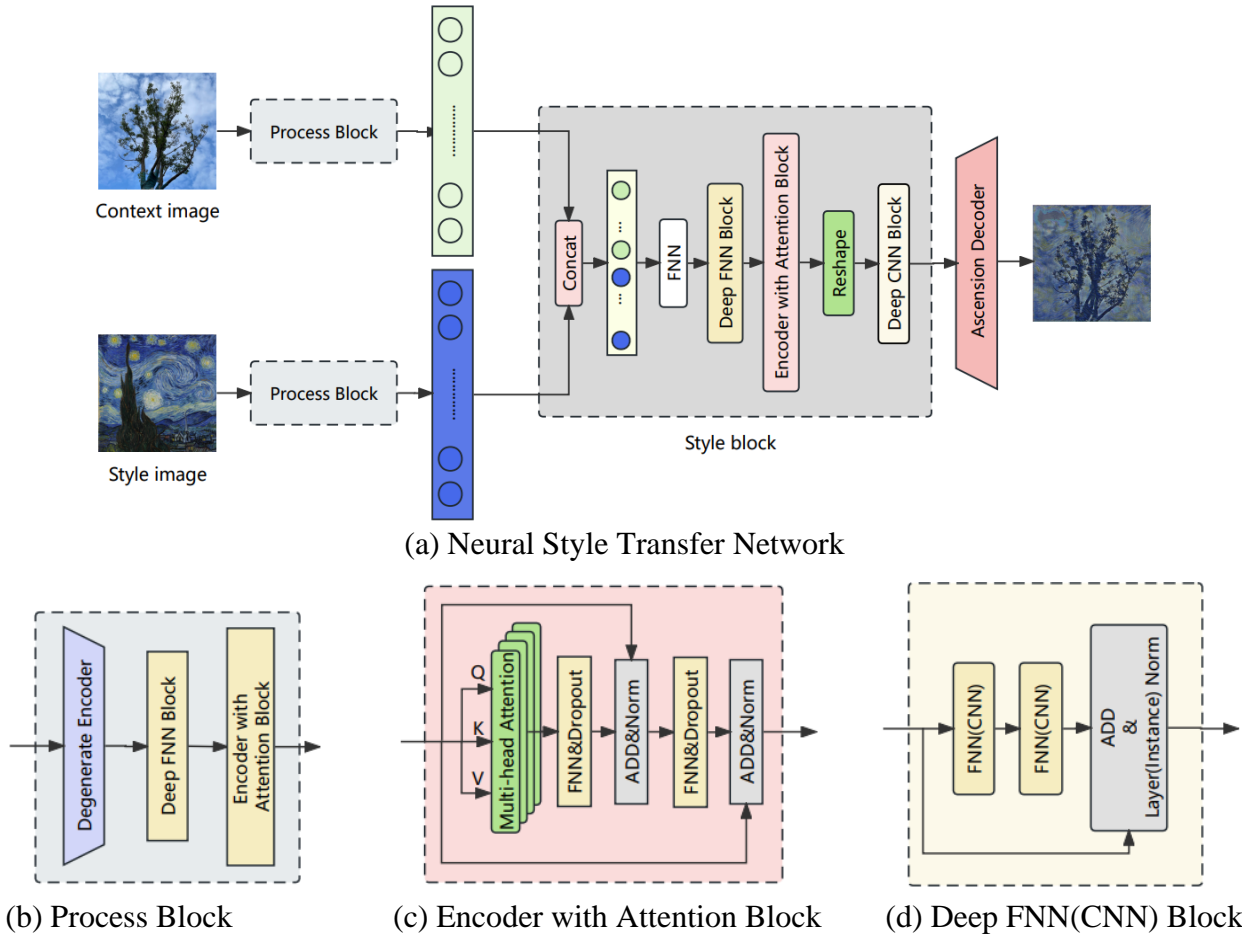 Context image
Process Block
Style image
Process Block
Concat
...
...
FNN
Deep FNN Block
Encoder with Attention Block
Reshape
Deep CNN Block
Style block
Ascension Decoder
(a) Neural Style Transfer Network
Degenerate Encoder
Deep FNN Block
Encoder with
Attention Block
(b) Process Block
Q
K
V
Multi-head Attention
FNN&Dropout
ADD&Norm
FNN&Dropout
ADD&Norm
(c) Encoder with Attention Block
FNN(CNN)
FNN(CNN)
ADD
&
Layer(Instance) Norm
(d) Deep FNN(CNN) Block